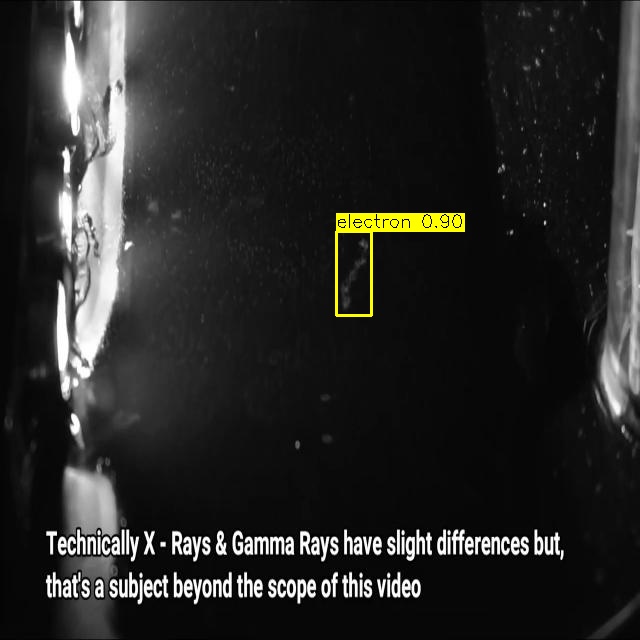 electron 0.90
Technically X - Rays & Gamma Rays have slight differences but,
that's a subject beyond the scope of this video